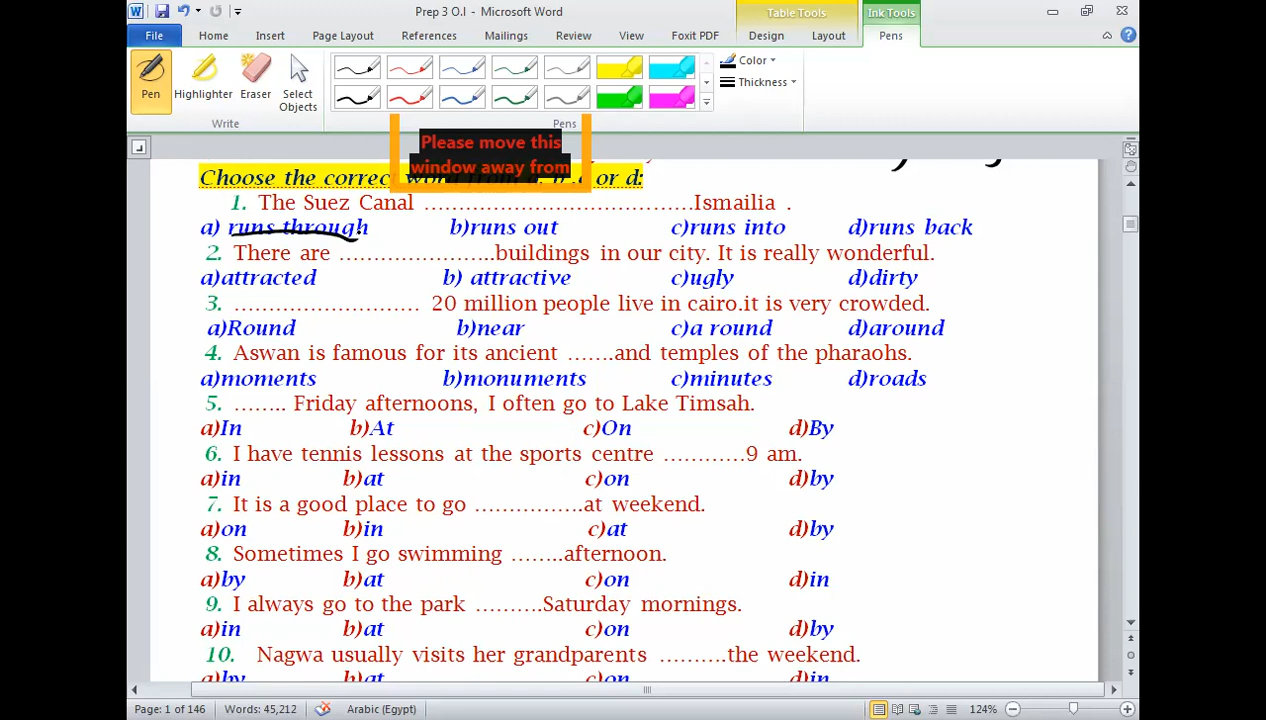 Prep 3 O.I - Microsoft Word
Table Tools
Ink Tools
File Home Insert Page Layout References Mailings Review View Foxit PDF Design Layout Pens
Pen Highlighter Eraser Select Objects
Color
Thickness
Write
Pens
Please move this
window away from
Choose the correct or d:
1. The Suez Canal ……………………………………………Ismailia .
a) runs through b)runs out c)runs into d)runs back
2. There are …………………..buildings in our city. It is really wonderful.
a)attracted b) attractive c)ugly d)dirty
3. ……………………… 20 million people live in cairo.it is very crowded.
a)Round b)near c)a round d)around
4. Aswan is famous for its ancient …….and temples of the pharaohs.
a)moments b)monuments c)minutes d)roads
5. …….. Friday afternoons, I often go to Lake Timsah.
a)In b)At c)On d)By
6. I have tennis lessons at the sports centre …………9 am.
a)in b)at c)on d)by
7. It is a good place to go …………….at weekend.
a)on b)in c)at d)by
8. Sometimes I go swimming ……..afternoon.
a)by b)at c)on d)in
9. I always go to the park ……….Saturday mornings.
a)in b)at c)on d)by
10. Nagwa usually visits her grandparents ……….the weekend.
a)by b)at c)on d)in
Page: 1 of 146 Words: 45,212 Arabic (Egypt) 124%